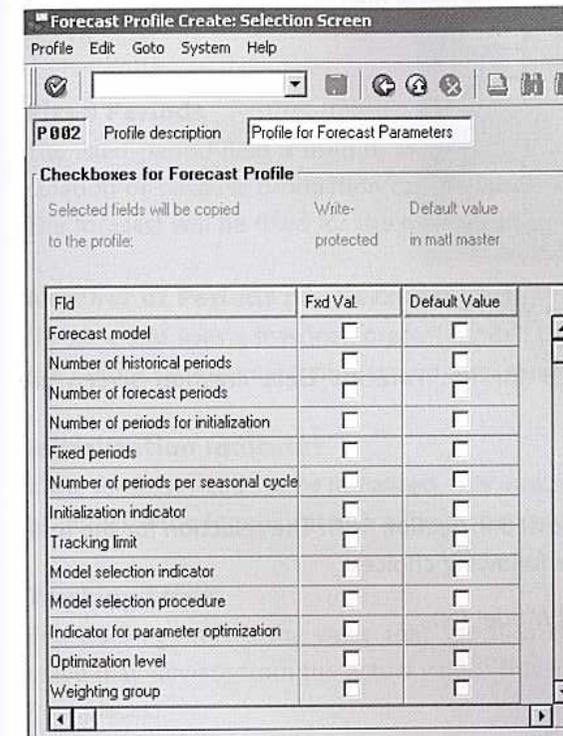 Forecast Profile Create: Selection Screen
Profile Edit Goto System Help
P002 Profile description Profile for Forecast Parameters
Checkboxes for Forecast Profile
Selected fields will be copied Write- Default value
to the profile: protected in matl master
Fld Fxd Val. Default Value
Forecast model
Number of historical periods
Number of forecast periods
Number of periods for initialization
Fixed periods
Number of periods per seasonal cycle
Initialization indicator
Tracking limit
Model selection indicator
Model selection procedure
Indicator for parameter optimization
Optimization level
Weighting group